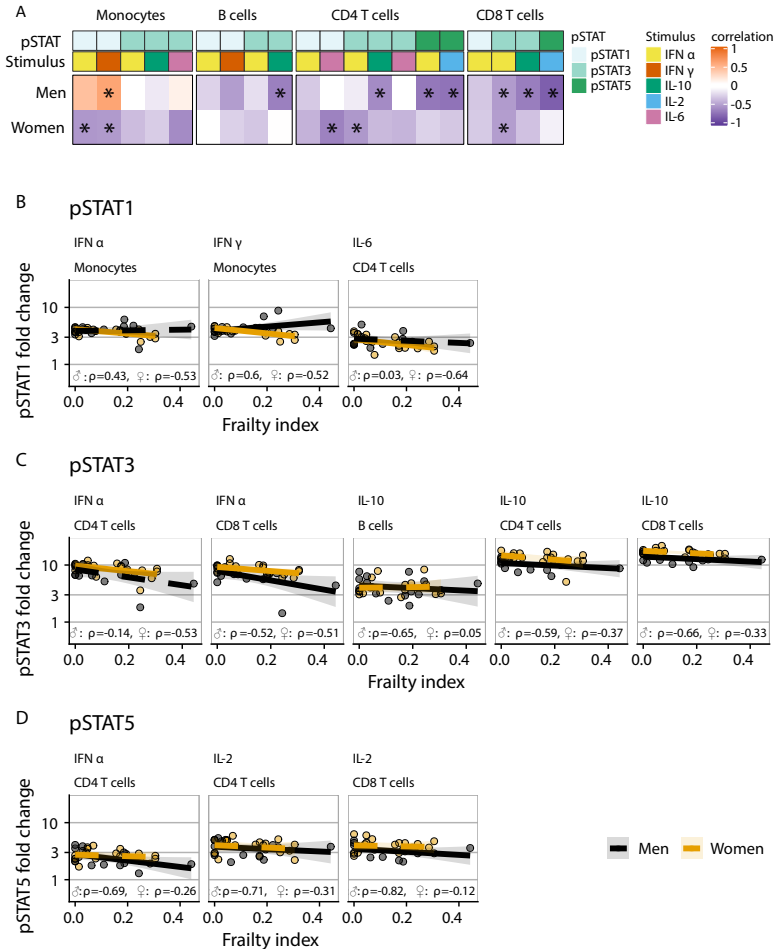 A
Monocytes B cells CD4 T cells CD8 T cells
pSTAT
Stimulus
Men
* * * * * * * *
Women
* * * * *
pSTAT
pSTAT1
pSTAT3
pSTAT5
Stimulus
IFN α
IFN γ
IL-10
IL-2
IL-6
correlation
1
0.5
0
-0.5
-1
B pSTAT1
IFN α IFN γ IL-6
Monocytes Monocytes CD4 T cells
pSTAT1 fold change
10
3
1
♂: ρ=0.43, ♀: ρ=-0.53 ♂: ρ=0.6, ♀: ρ=-0.52 ♂: ρ=0.03, ♀: ρ=-0.64
0.0 0.2 0.4 0.0 0.2 0.4 0.0 0.2 0.4
Frailty index
C pSTAT3
IFN α IFN α IL-10 IL-10 IL-10
CD4 T cells CD8 T cells B cells CD4 T cells CD8 T cells
pSTAT3 fold change
10
3
1
♂: ρ=-0.14, ♀: ρ=-0.53 ♂: ρ=-0.52, ♀: ρ=-0.51 ♂: ρ=-0.65, ♀: ρ=0.05 ♂: ρ=-0.59, ♀: ρ=-0.37 ♂: ρ=-0.66, ♀: ρ=-0.33
0.0 0.2 0.4 0.0 0.2 0.4 0.0 0.2 0.4 0.0 0.2 0.4 0.0 0.2 0.4
Frailty index
D pSTAT5
IFN α IL-2 IL-2
CD4 T cells CD4 T cells CD8 T cells
pSTAT5 fold change
10
3
1
♂: ρ=-0.69, ♀: ρ=-0.26 ♂: ρ=-0.71, ♀: ρ=-0.31 ♂: ρ=-0.82, ♀: ρ=-0.12
0.0 0.2 0.4 0.0 0.2 0.4 0.0 0.2 0.4
Frailty index
Men Women